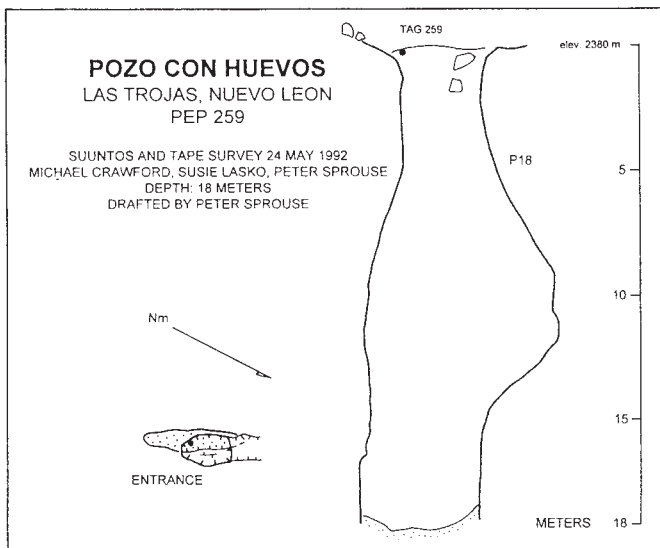 POZO CON HUEVOS
LAS TROJAS, NUEVO LEON
PEP 259
SUUNTOS AND TAPE SURVEY 24 MAY 1992
MICHAEL CRAWFORD, SUSIE LASKO, PETER SPROUSE
DEPTH: 18 METERS
DRAFTED BY PETER SPROUSE
TAG 259
elev. 2380 m
P18
5
10
Nm
15
ENTRANCE
METERS 18